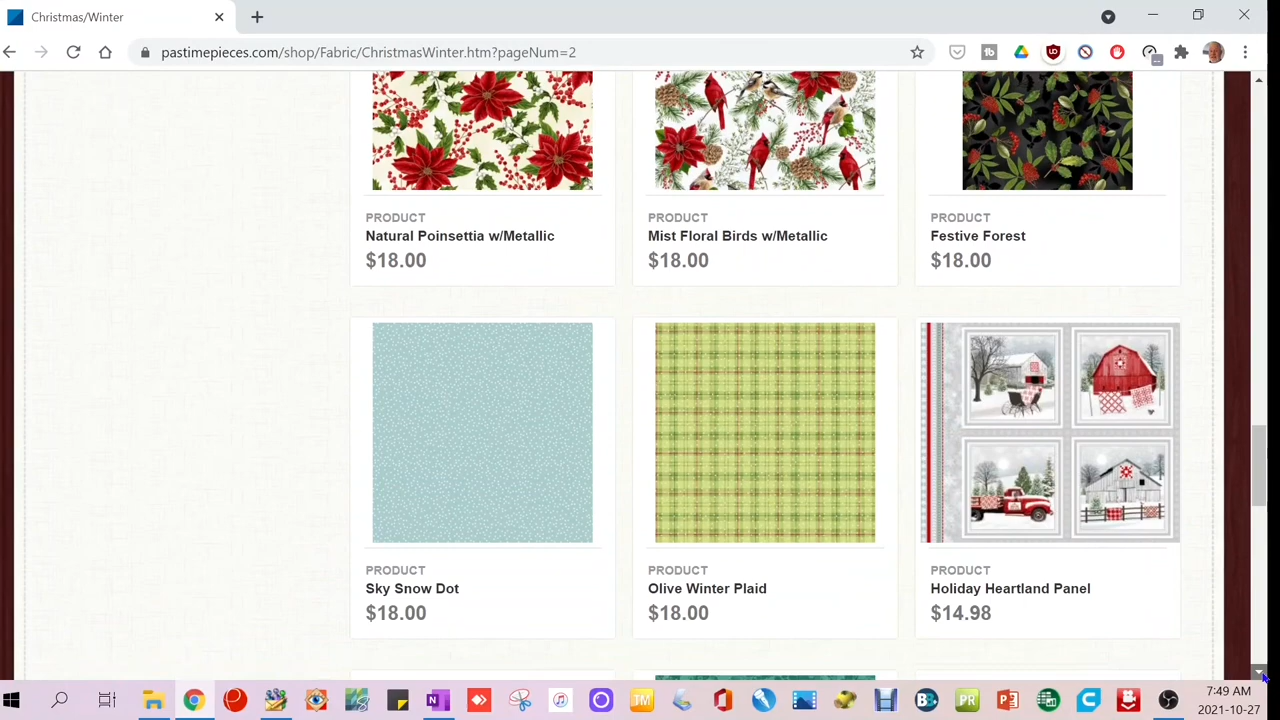 Christmas/Winter
pastimepieces.com/shop/Fabric/ChristmasWinter.htm?pageNum=2
PRODUCT
Natural Poinsettia w/Metallic
$18.00
PRODUCT
Mist Floral Birds w/Metallic
$18.00
PRODUCT
Festive Forest
$18.00
PRODUCT
Sky Snow Dot
$18.00
PRODUCT
Olive Winter Plaid
$18.00
PRODUCT
Holiday Heartland Panel
$14.98
7:49 AM
2021-10-27